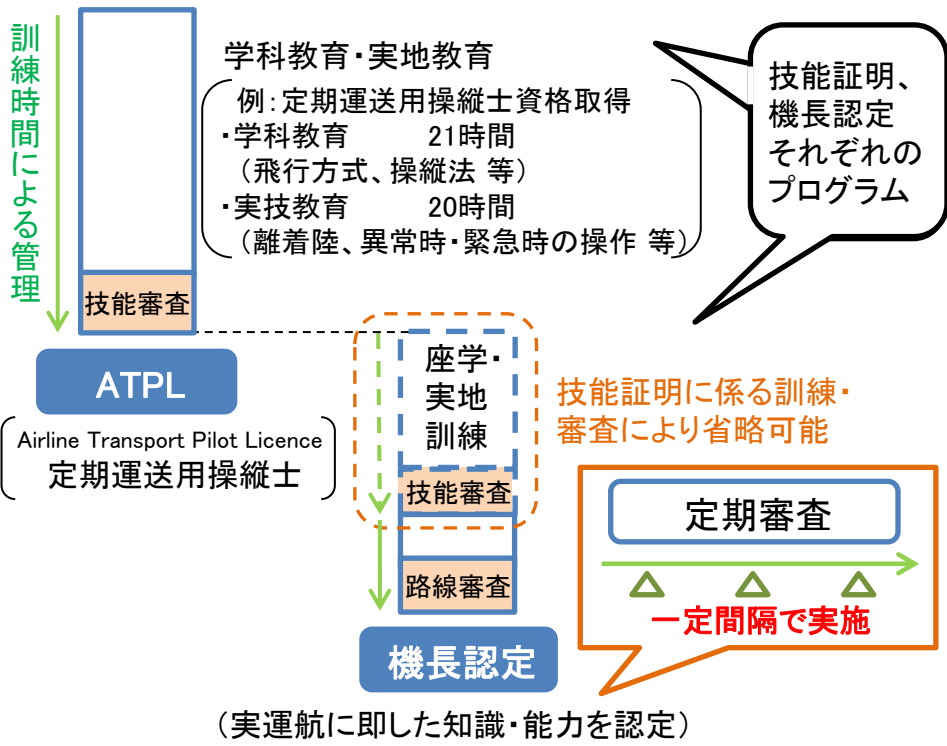 訓練時間による管理
学科教育・実地教育
例：定期運送用操縦士資格取得
・学科教育　21時間
（飛行方式、操縦法 等）
・実技教育　20時間
（離着陸、異常時・緊急時の操作 等）
技能証明、
機長認定
それぞれの
プログラム
技能審査
ATPL
Airline Transport Pilot Licence
定期運送用操縦士
座学・
実地
訓練
技能審査
路線審査
技能証明に係る訓練・
審査により省略可能
定期審査
一定間隔で実施
機長認定
（実運航に即した知識・能力を認定）